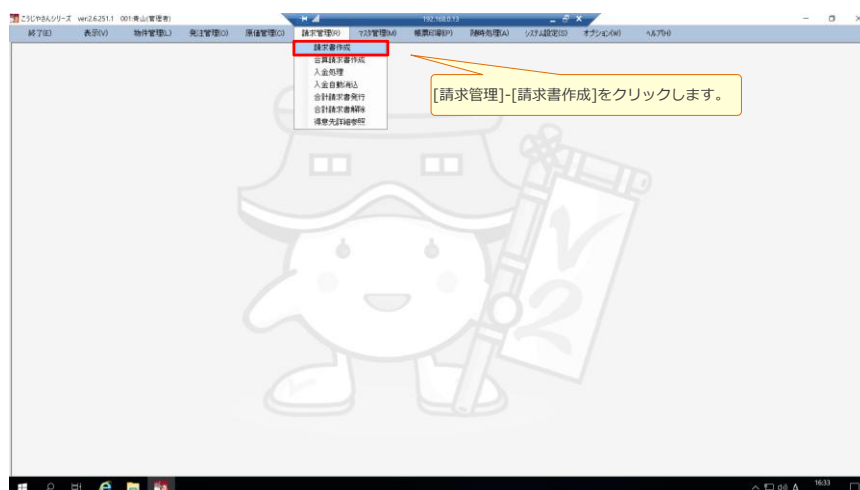 こうじやさんシリーズ ver.2.6.251.1 001:青山(管理者)
192.168.0.13
終了(E) 表示(V) 物件管理(L) 発注管理(O) 原価管理(C) 請求管理(R) マスタ管理(M) 帳票印刷(P) 随時処理(A) システム設定(S) オプション(W) ヘルプ(H)
請求書作成
合算請求書作成
入金処理
入金自動消込
合計請求書発行
合計請求書解除
得意先詳細参照
[請求管理]-[請求書作成]をクリックします。
V2
A 16:33